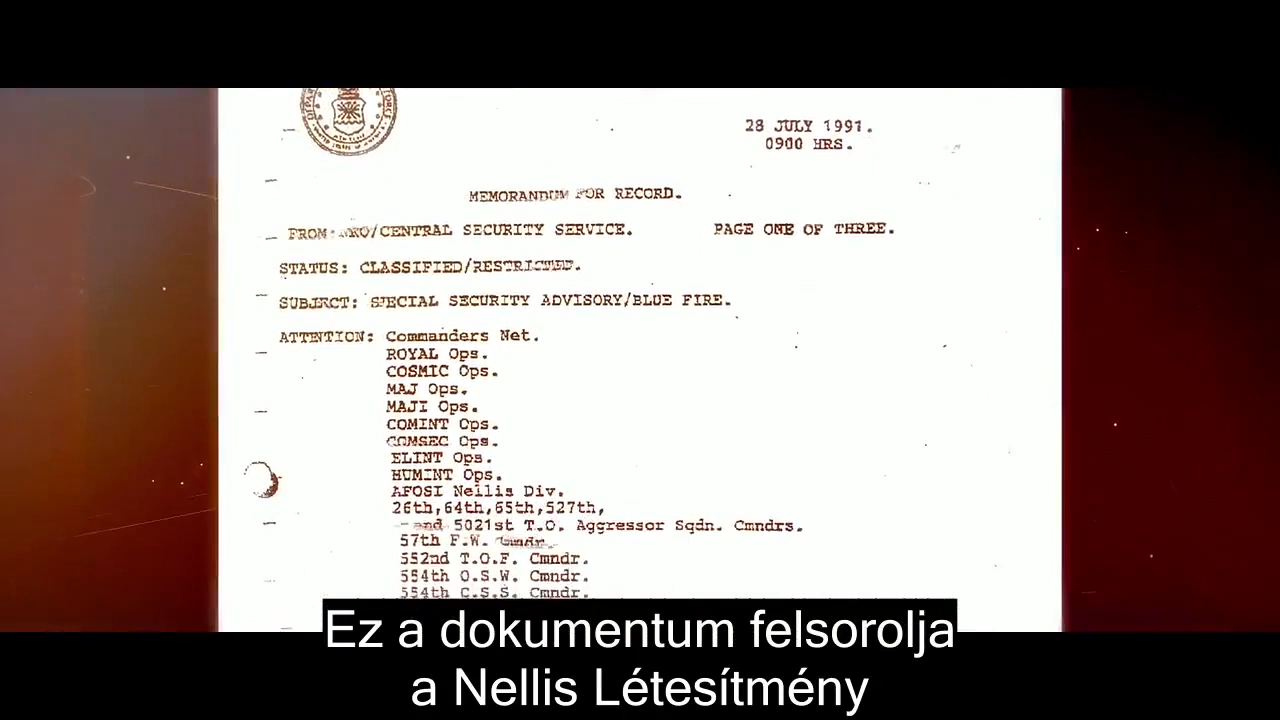 28 JULY 1991.
0900 HRS.
MEMORANDUM FOR RECORD.
FROM: /CENTRAL SECURITY SERVICE. PAGE ONE OF THREE.
STATUS: CLASSIFIED/RESTRICTED.
SUBJECT: SPECIAL SECURITY ADVISORY/BLUE FIRE.
ATTENTION: Commanders Net.
ROYAL Ops.
COSMIC Ops.
MAJ Ops.
MAJI Ops.
COMINT Ops.
COMSEC Ops.
ELINT Ops.
HUMINT Ops.
AFOSI Nellis Div.
26th,64th,65th,527th,
and 5021st T.O. Aggressor Sqdn. Cmndrs.
57th F.W. Cmndr.
552nd T.O.F. Cmndr.
554th O.S.W. Cmndr.
554th C.S.S. Cmndr.
Ez a dokumentum felsorolja
a Nellis Létesítmény